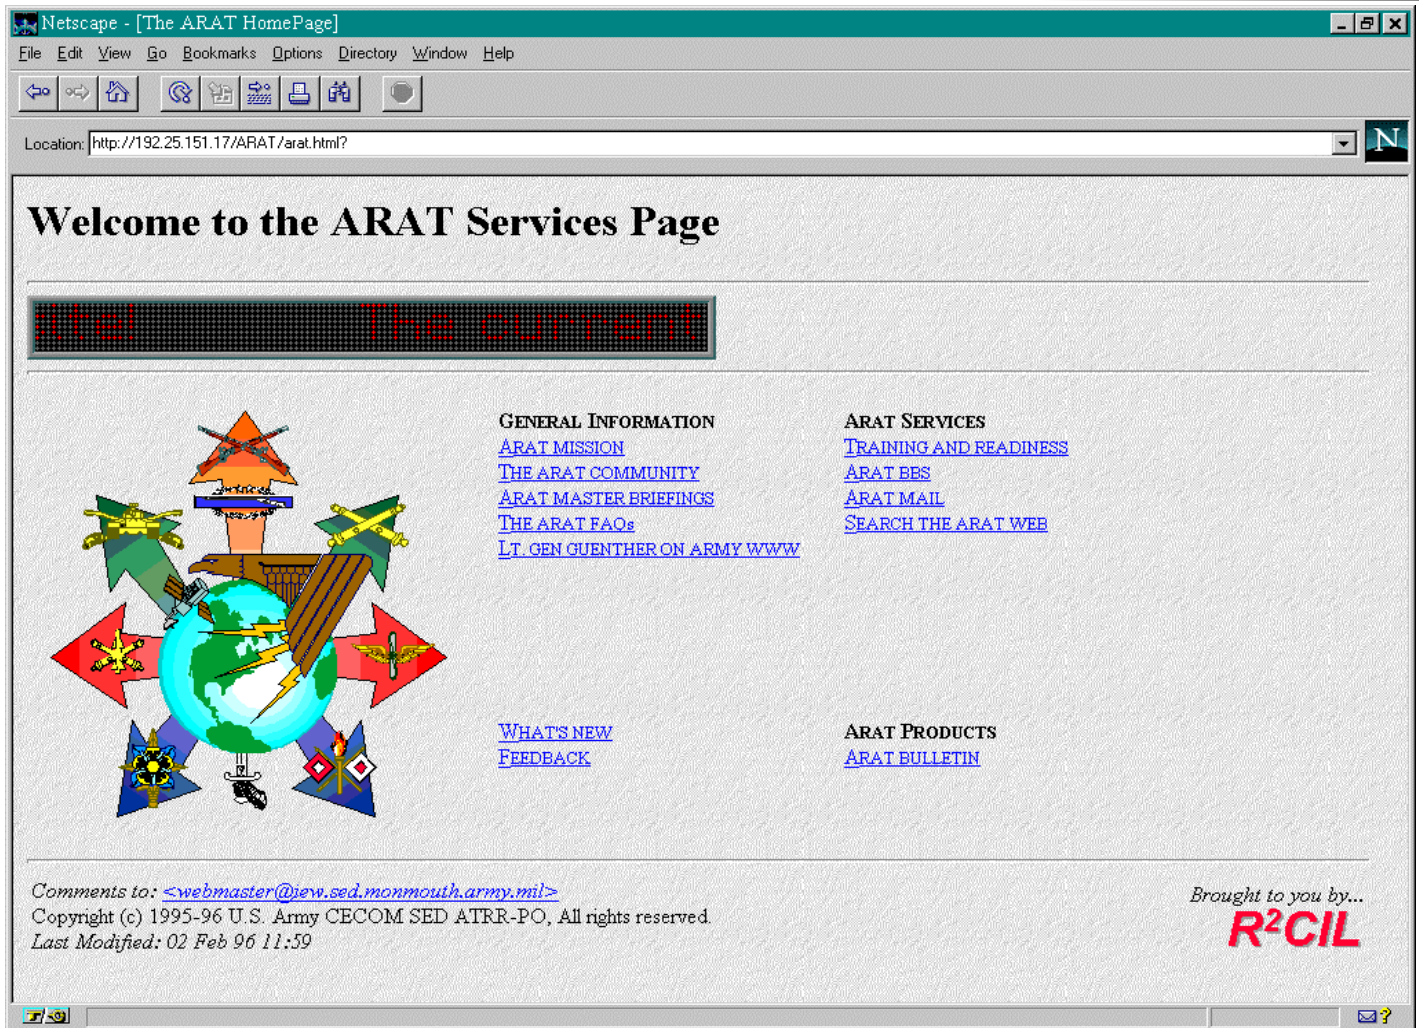 Netscape - [The ARAT HomePage]
File Edit View Go Bookmarks Options Directory Window Help
Location: http://192.25.151.17/ARAT/arat.html?
N
Welcome to the ARAT Services Page
The current
GENERAL INFORMATION
ARAT MISSION
THE ARAT COMMUNITY
ARAT MASTER BRIEFINGS
THE ARAT FAQs
LT. GEN GUENTHER ON ARMY WWW
ARAT SERVICES
TRAINING AND READINESS
ARAT BBS
ARAT MAIL
SEARCH THE ARAT WEB
WHAT'S NEW
FEEDBACK
ARAT PRODUCTS
ARAT BULLETIN
Comments to: <webmaster@iew.sed.monmouth.army.mil>
Copyright (c) 1995-96 U.S. Army CECOM SED ATRR-PO, All rights reserved.
Last Modified: 02 Feb 96 11:59
Brought to you by...
R²CIL